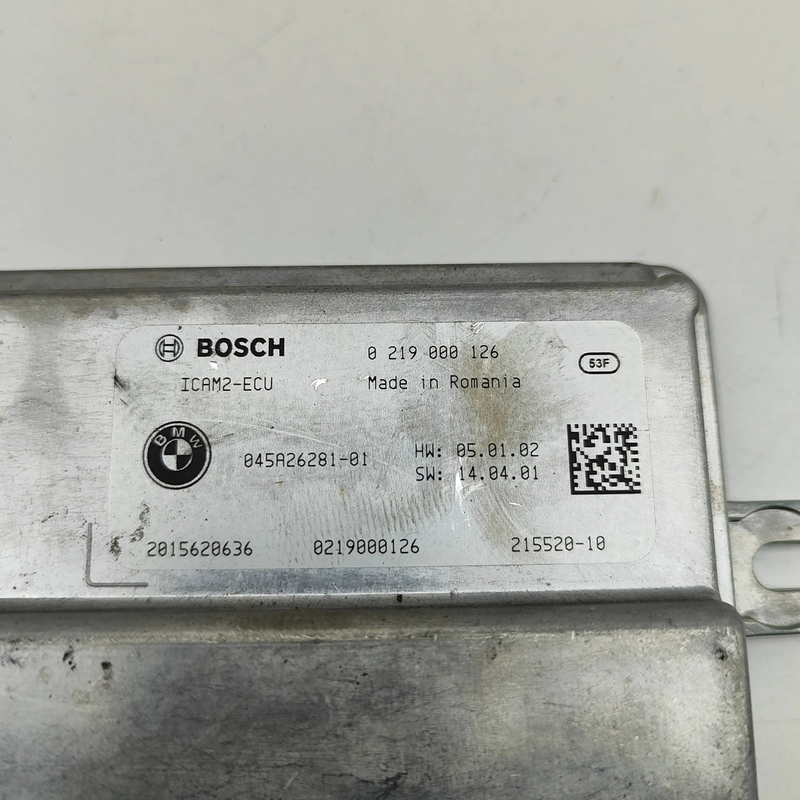 BOSCH 0 219 000 126
53F
ICAM2-ECU Made in Romania
BMW
045A26281-01 HW: 05.01.02
SW: 14.04.01
2015620636 0219000126 215520-10